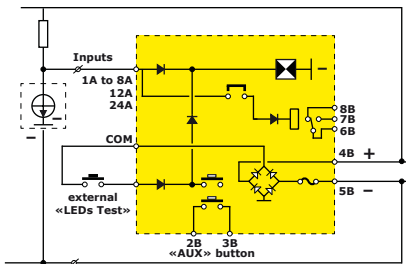 Inputs
1A to 8A
12A
24A
COM
external
«LEDs Test»
8B
7B
6B
4B +
5B −
2B 3B
«AUX» button